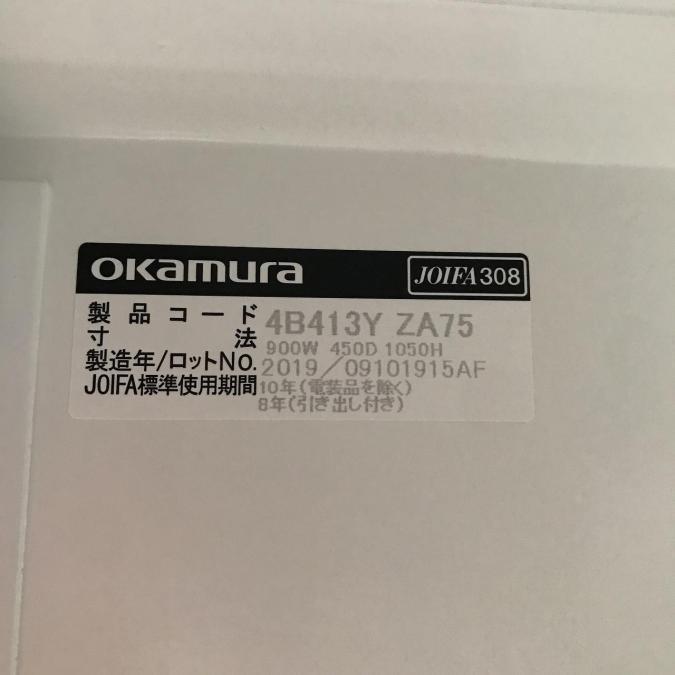 okamura JOIFA308
製品コード 4B413Y ZA75
寸法 900W 450D 1050H
製造年/ロットNo. 2019/09101915AF
JOIFA標準使用期間 10年(電装品を除く)
8年(引き出し付き)